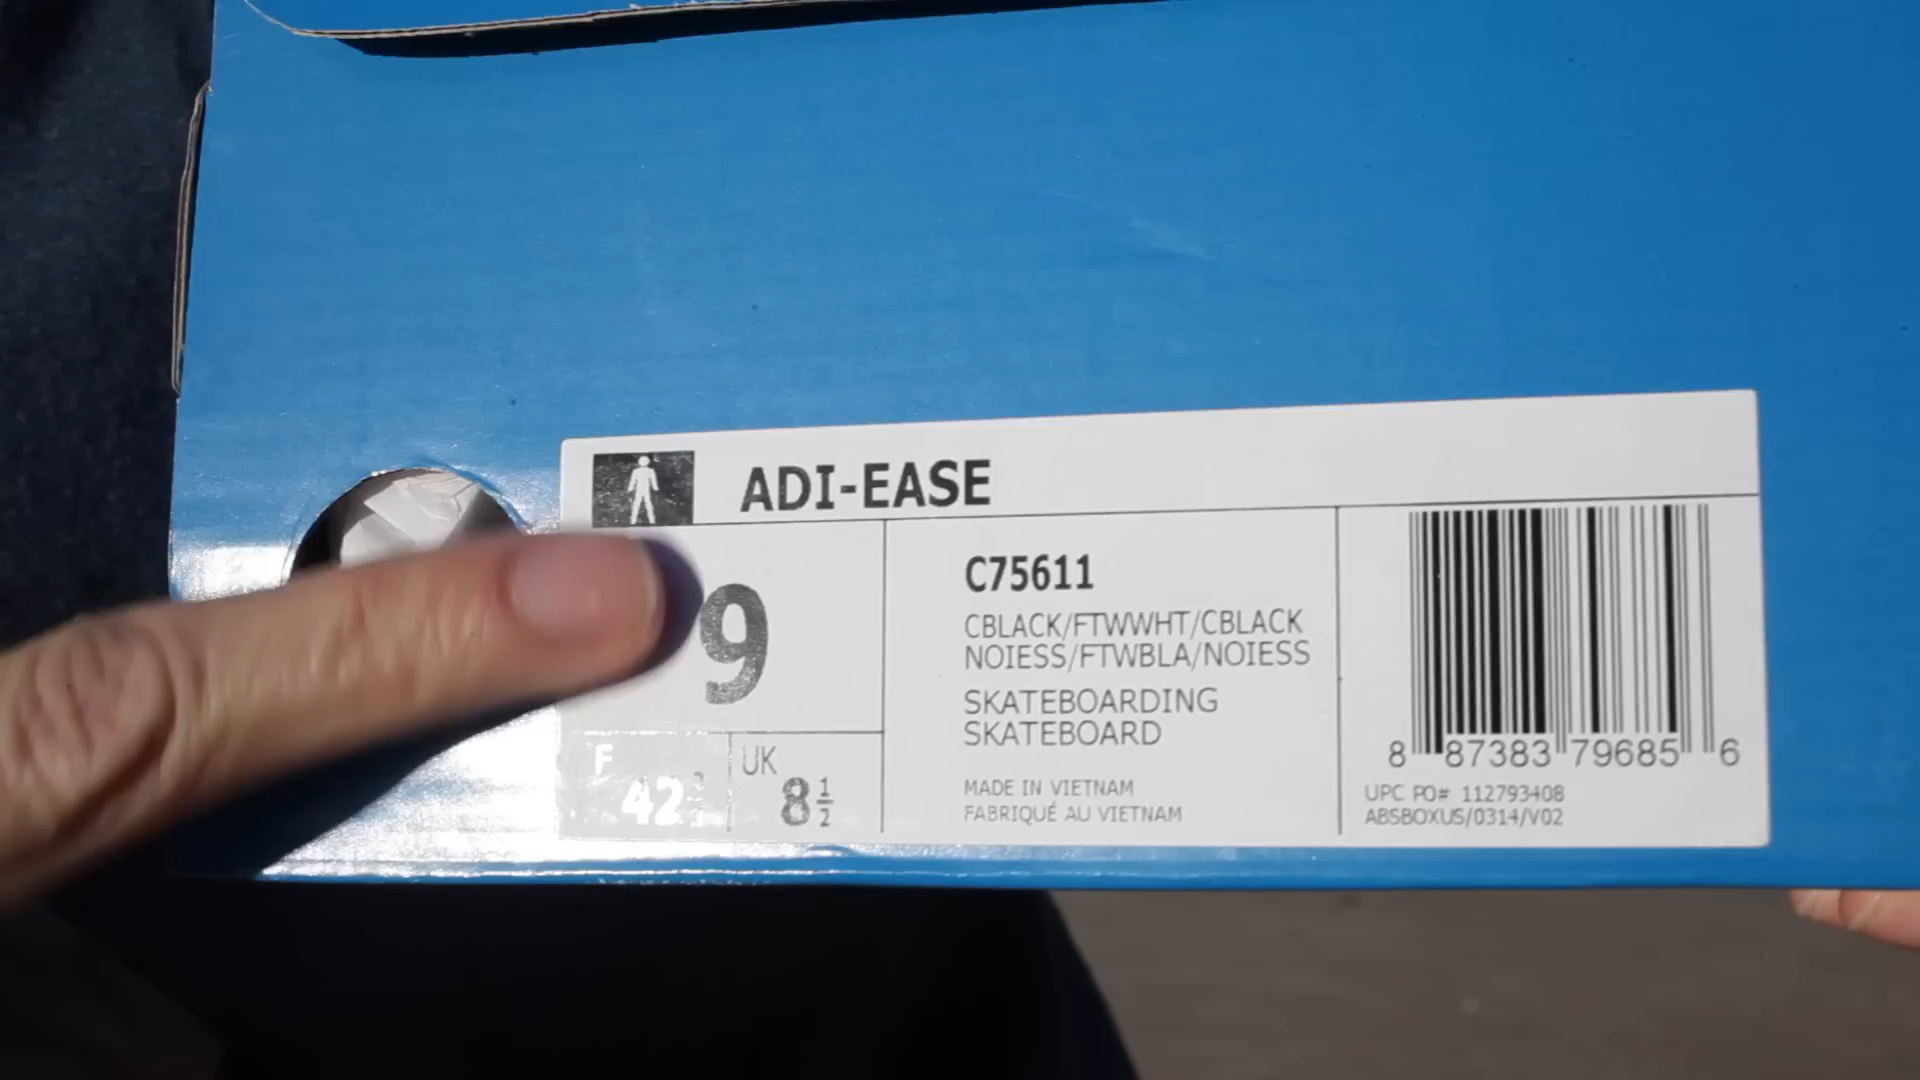 ADI-EASE
9
F
42
UK
8 1/2
C75611
CBLACK/FTWWHT/CBLACK
NOIESS/FTWBLA/NOIESS
SKATEBOARDING
SKATEBOARD
MADE IN VIETNAM
FABRIQUÉ AU VIETNAM
8 87383 79685 6
UPC PO# 112793408
ABSBOXUS/0314/V02